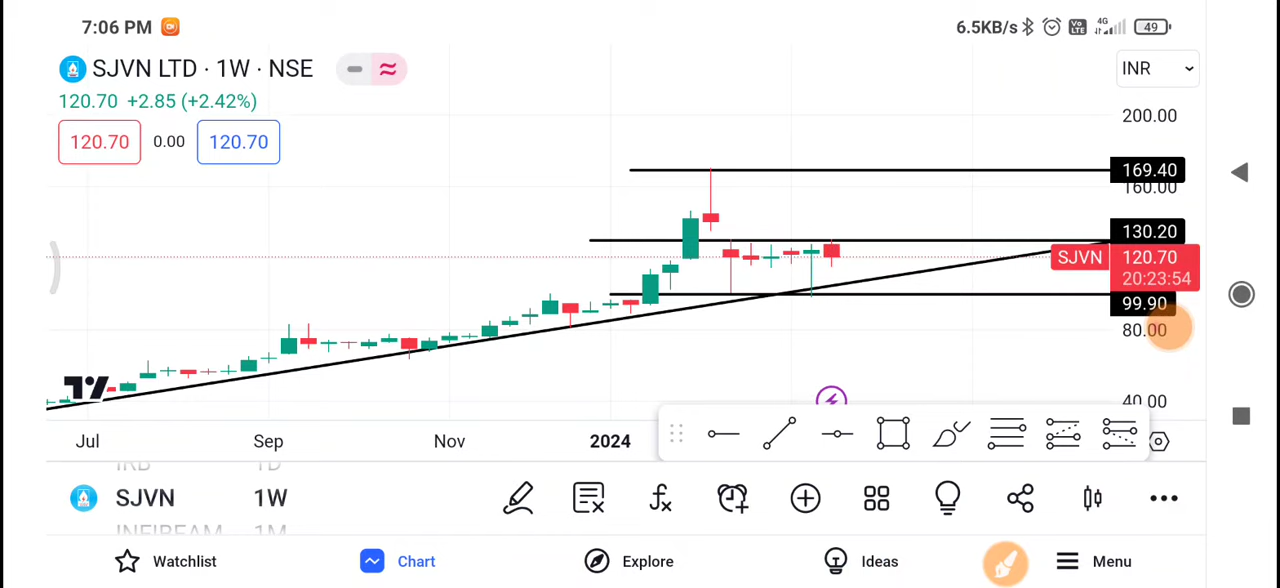 7:06 PM 6.5KB/s Vo LTE 4G 49
SJVN LTD · 1W · NSE
INR
120.70 +2.85 (+2.42%)
120.70 0.00 120.70
200.00
169.40
160.00
130.20
SJVN 120.70
20:23:54
99.90
80.00
40.00
Jul Sep Nov 2024
IRB 1D
SJVN 1W
INFIBEAM 1M
Watchlist Chart Explore Ideas Menu